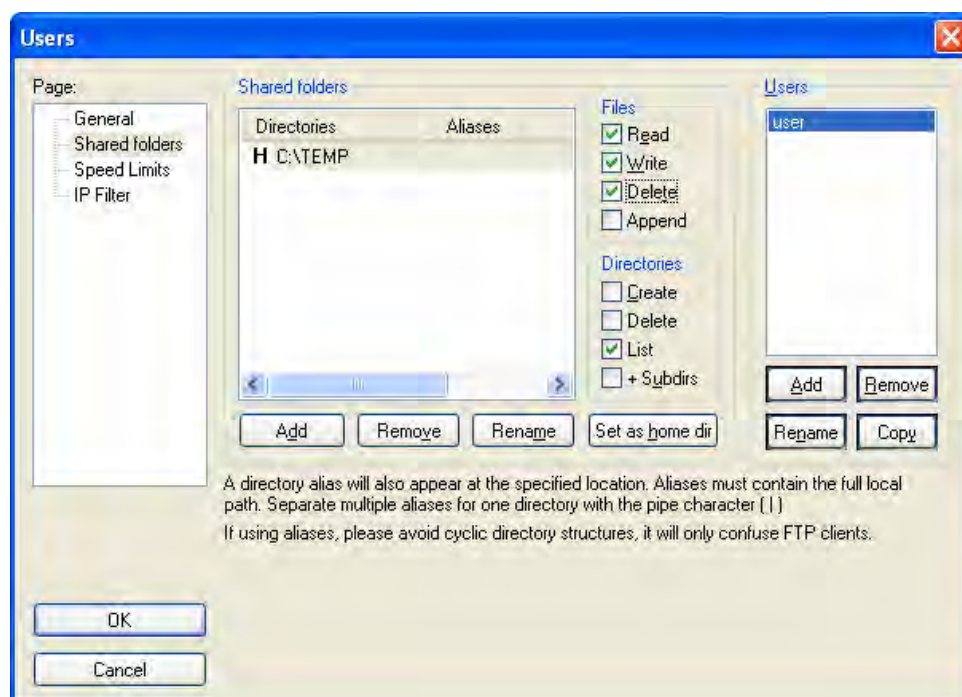 Users
Page:
General
Shared folders
Speed Limits
IP Filter
Shared folders
Directories Aliases
H C:\TEMP
Files
Read
Write
Delete
Append
Directories
Create
Delete
List
+ Subdirs
Add Remove Rename Set as home dir
Users
user
Add Remove
Rename Copy
A directory alias will also appear at the specified location. Aliases must contain the full local
path. Separate multiple aliases for one directory with the pipe character ( | )
If using aliases, please avoid cyclic directory structures, it will only confuse FTP clients.
OK
Cancel